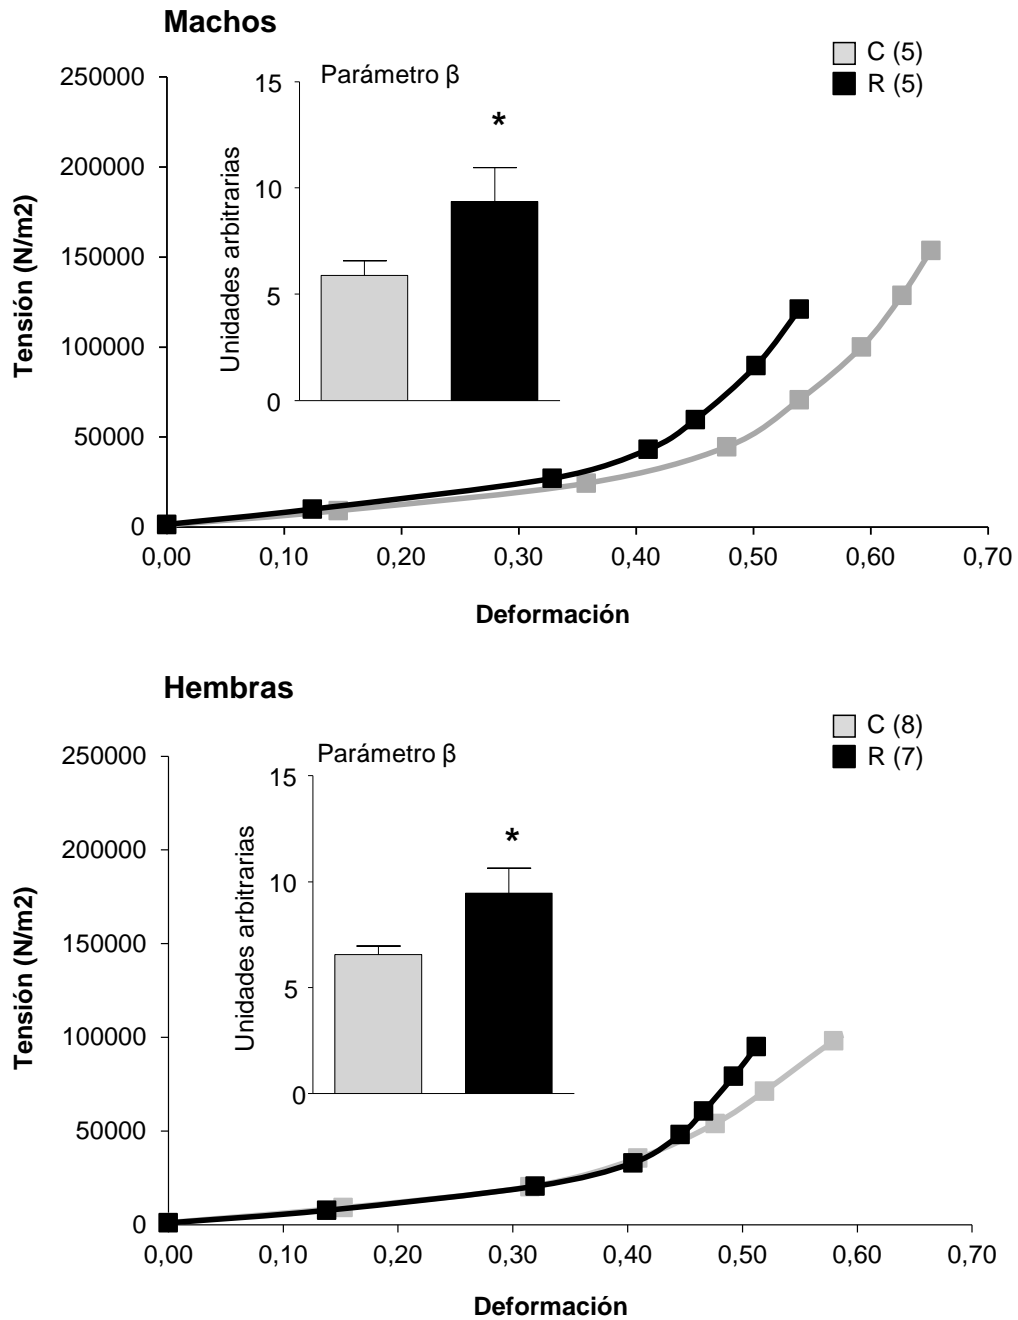 Machos
C (5)
R (5)
Parámetro β
*
Unidades arbitrarias
15
10
5
0
Tensión (N/m2)
250000
200000
150000
100000
50000
0
0,00 0,10 0,20 0,30 0,40 0,50 0,60 0,70
Deformación
Hembras
C (8)
R (7)
Parámetro β
*
Unidades arbitrarias
15
10
5
0
Tensión (N/m2)
250000
200000
150000
100000
50000
0
0,00 0,10 0,20 0,30 0,40 0,50 0,60 0,70
Deformación